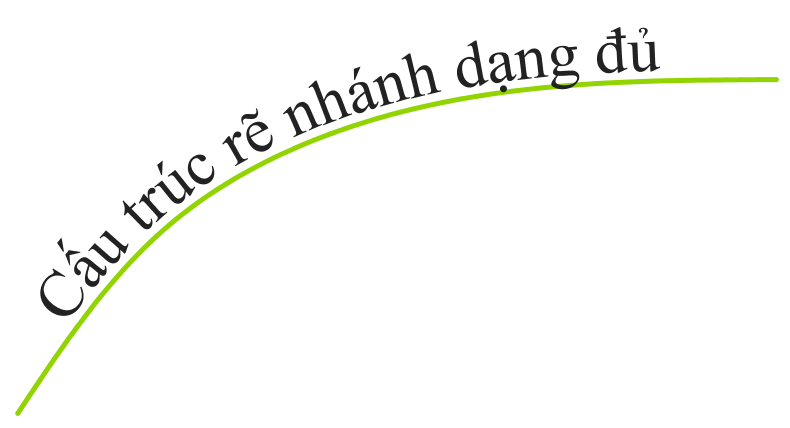 Cấu trúc rẽ nhánh dạng đủ